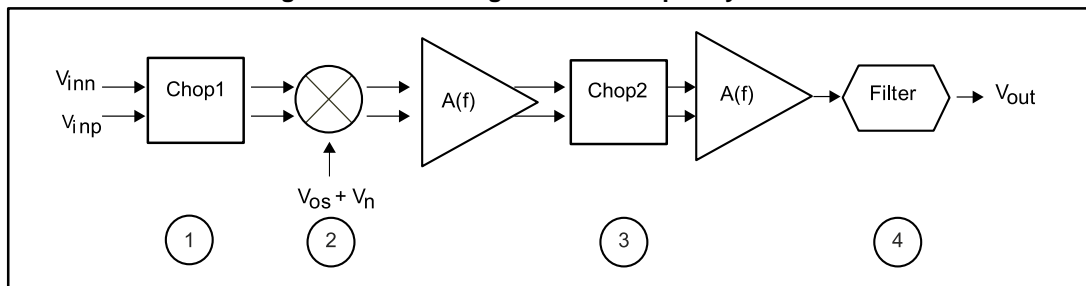 Vinn
Vinp
Chop1
A(f)
Chop2
A(f)
Filter
Vout
Vos + Vn
1
2
3
4